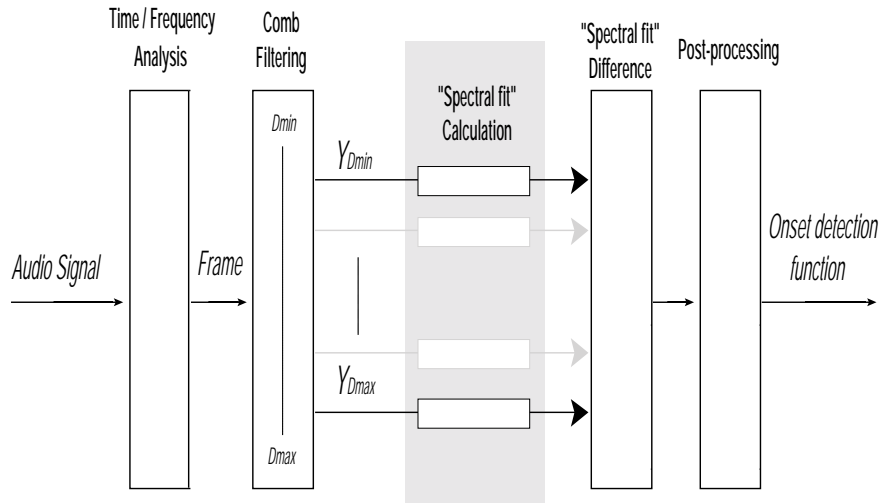 Time / Frequency
Analysis
Comb
Filtering
"Spectral fit"
Calculation
"Spectral fit"
Difference
Post-processing
Dmin
Dmax
YDmin
YDmax
Audio Signal
Frame
Onset detection
function